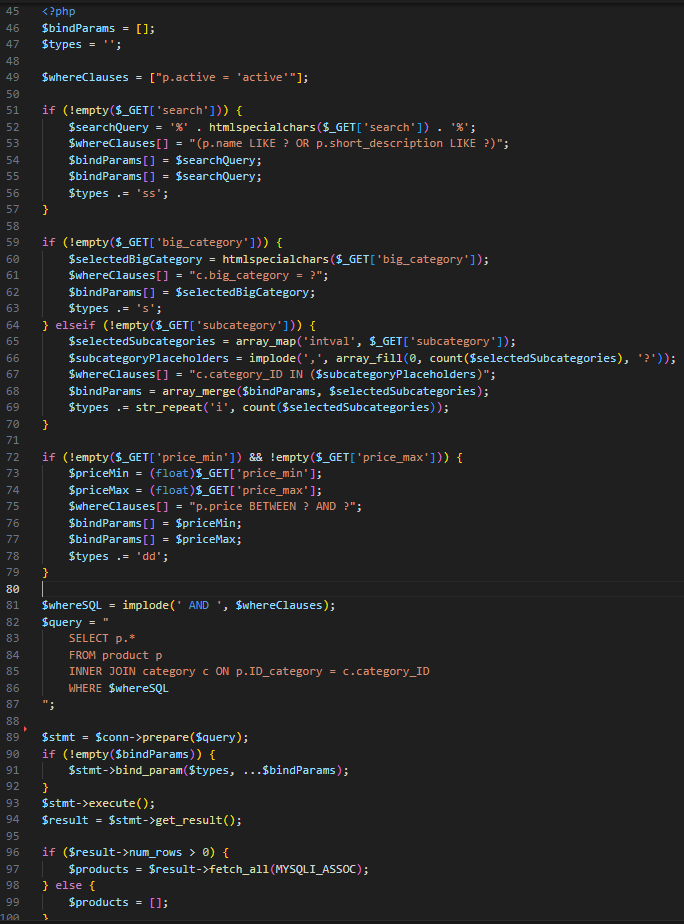 45 <?php
46 $bindParams = [];
47 $types = '';
48
49 $whereClauses = ["p.active = 'active'"];
50
51 if (!empty($_GET['search'])) {
52     $searchQuery = '%' . htmlspecialchars($_GET['search']) . '%';
53     $whereClauses[] = "(p.name LIKE ? OR p.short_description LIKE ?)";
54     $bindParams[] = $searchQuery;
55     $bindParams[] = $searchQuery;
56     $types .= 'ss';
57 }
58
59 if (!empty($_GET['big_category'])) {
60     $selectedBigCategory = htmlspecialchars($_GET['big_category']);
61     $whereClauses[] = "c.big_category = ?";
62     $bindParams[] = $selectedBigCategory;
63     $types .= 's';
64 } elseif (!empty($_GET['subcategory'])) {
65     $selectedSubcategories = array_map('intval', $_GET['subcategory']);
66     $subcategoryPlaceholders = implode(',', array_fill(0, count($selectedSubcategories), '?'));
67     $whereClauses[] = "c.category_ID IN ($subcategoryPlaceholders)";
68     $bindParams = array_merge($bindParams, $selectedSubcategories);
69     $types .= str_repeat('i', count($selectedSubcategories));
70 }
71
72 if (!empty($_GET['price_min']) && !empty($_GET['price_max'])) {
73     $priceMin = (float)$_GET['price_min'];
74     $priceMax = (float)$_GET['price_max'];
75     $whereClauses[] = "p.price BETWEEN ? AND ?";
76     $bindParams[] = $priceMin;
77     $bindParams[] = $priceMax;
78     $types .= 'dd';
79 }
80
81 $whereSQL = implode(' AND ', $whereClauses);
82 $query = "
83     SELECT p.*
84     FROM product p
85     INNER JOIN category c ON p.ID_category = c.category_ID
86     WHERE $whereSQL
87 ";
88
89 $stmt = $conn->prepare($query);
90 if (!empty($bindParams)) {
91     $stmt->bind_param($types, ...$bindParams);
92 }
93 $stmt->execute();
94 $result = $stmt->get_result();
95
96 if ($result->num_rows > 0) {
97     $products = $result->fetch_all(MYSQLI_ASSOC);
98 } else {
99     $products = [];
100 }